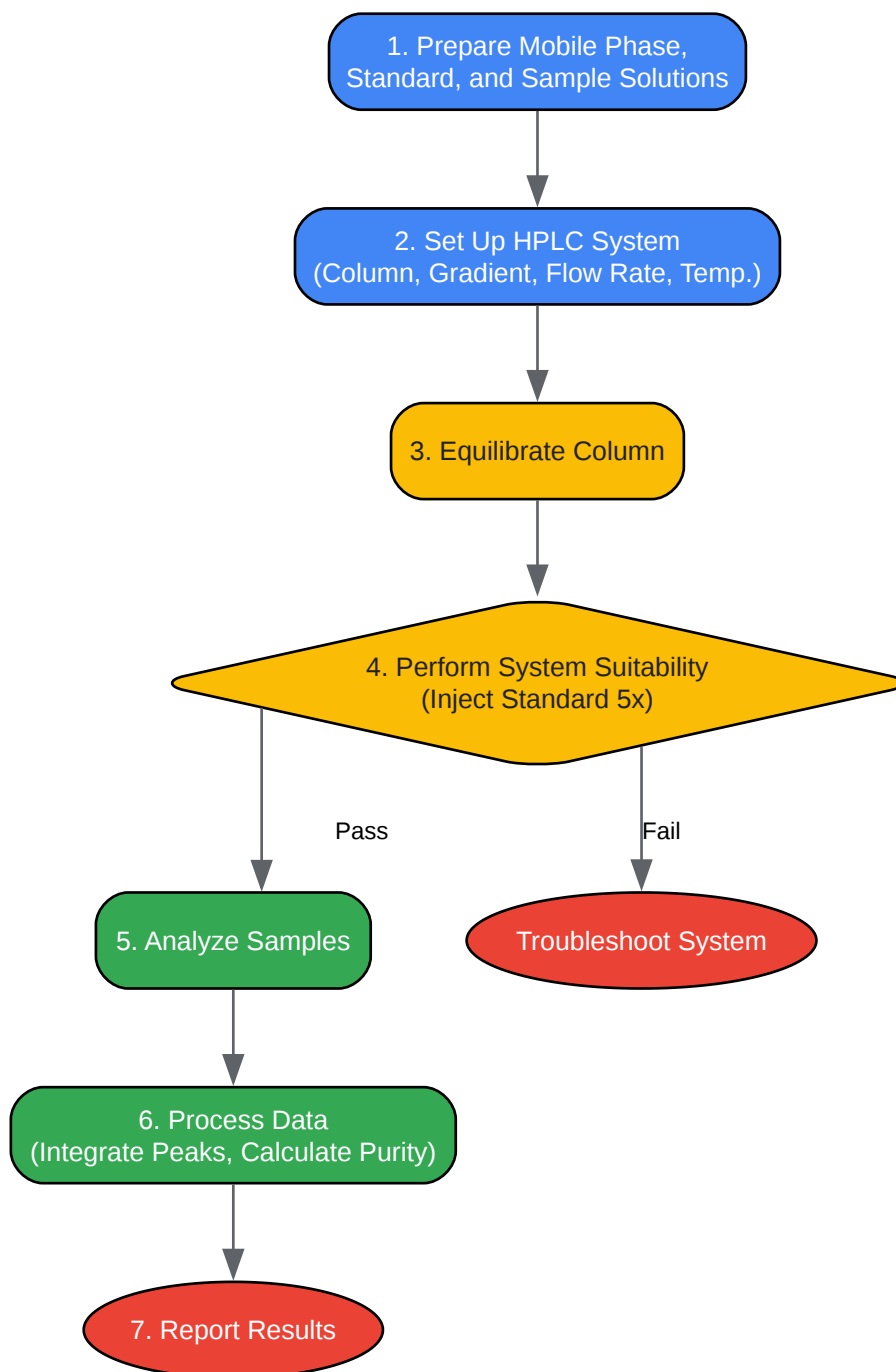 1. Prepare Mobile Phase,
Standard, and Sample Solutions
2. Set Up HPLC System
(Column, Gradient, Flow Rate, Temp.)
3. Equilibrate Column
4. Perform System Suitability
(Inject Standard 5x)
Pass
Fail
5. Analyze Samples
Troubleshoot System
6. Process Data
(Integrate Peaks, Calculate Purity)
7. Report Results